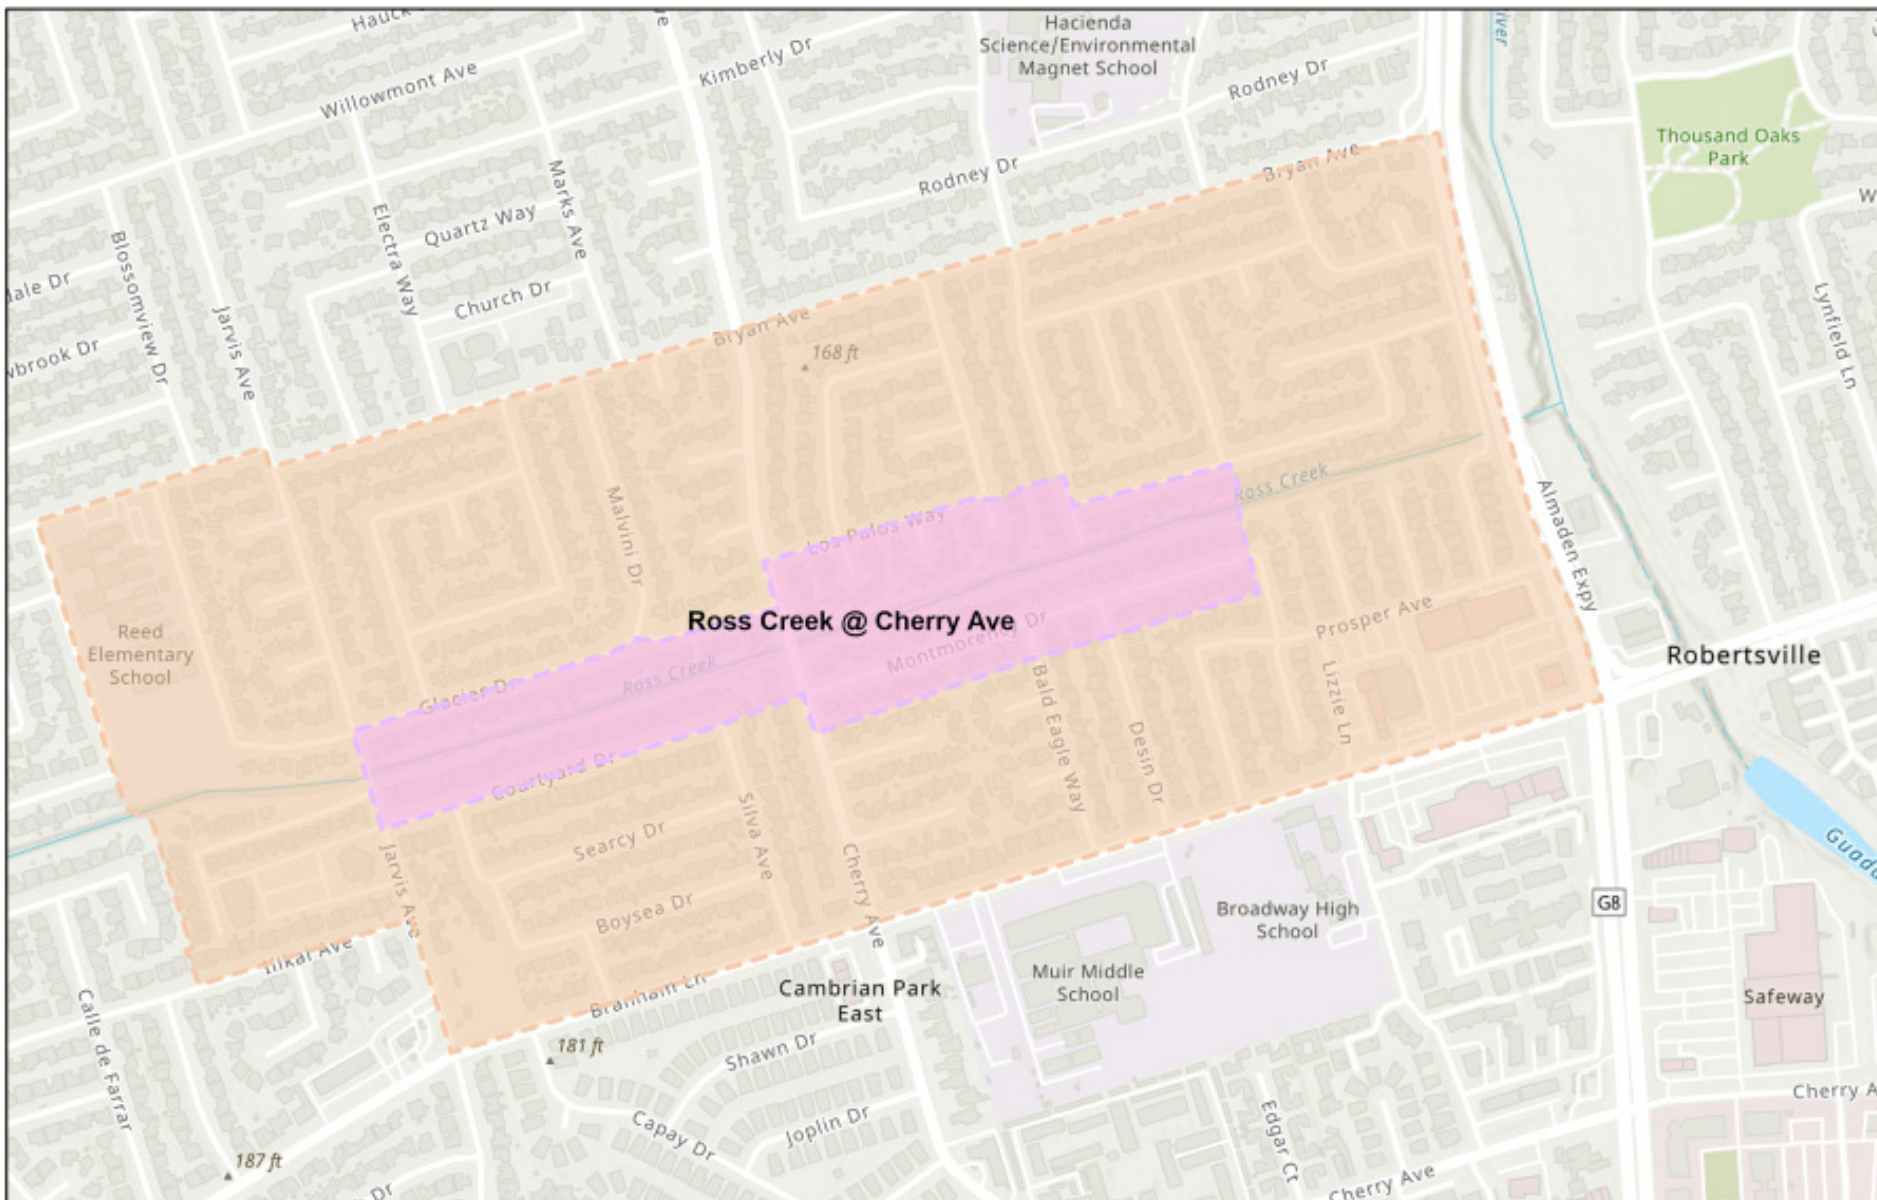 Hauck
Willowmont Ave
Kimberly Dr
Hacienda
Science/Environmental
Magnet School
Rodney Dr
Thousand Oaks
Park
Rodney Dr
Bryan Ave
Marks Ave
Electra Way
Quartz Way
Blossomview Dr
Church Dr
Jarvis Ave
Bryan Ave
168 ft
Lynfield Ln
Malvini Dr
Los Palos Way
Ross Creek
Almaden Expy
Reed
Elementary
School
Ross Creek @ Cherry Ave
Prosper Ave
Robertsville
Montmorency Dr
Ross Creek
Glacier Dr
Bald Eagle Way
Desin Dr
Lizzie Ln
Courtyard Dr
Searcy Dr
Silva Ave
Cherry Ave
Jarvis Ave
Boysea Dr
G8
Broadway High
School
Muir Middle
School
Cambrian Park
East
Branham Ln
Safeway
181 ft
Shawn Dr
Calle de Farrar
Capay Dr
Joplin Dr
Edgar Ct
Cherry A
Cherry Ave
187 ft
Dr